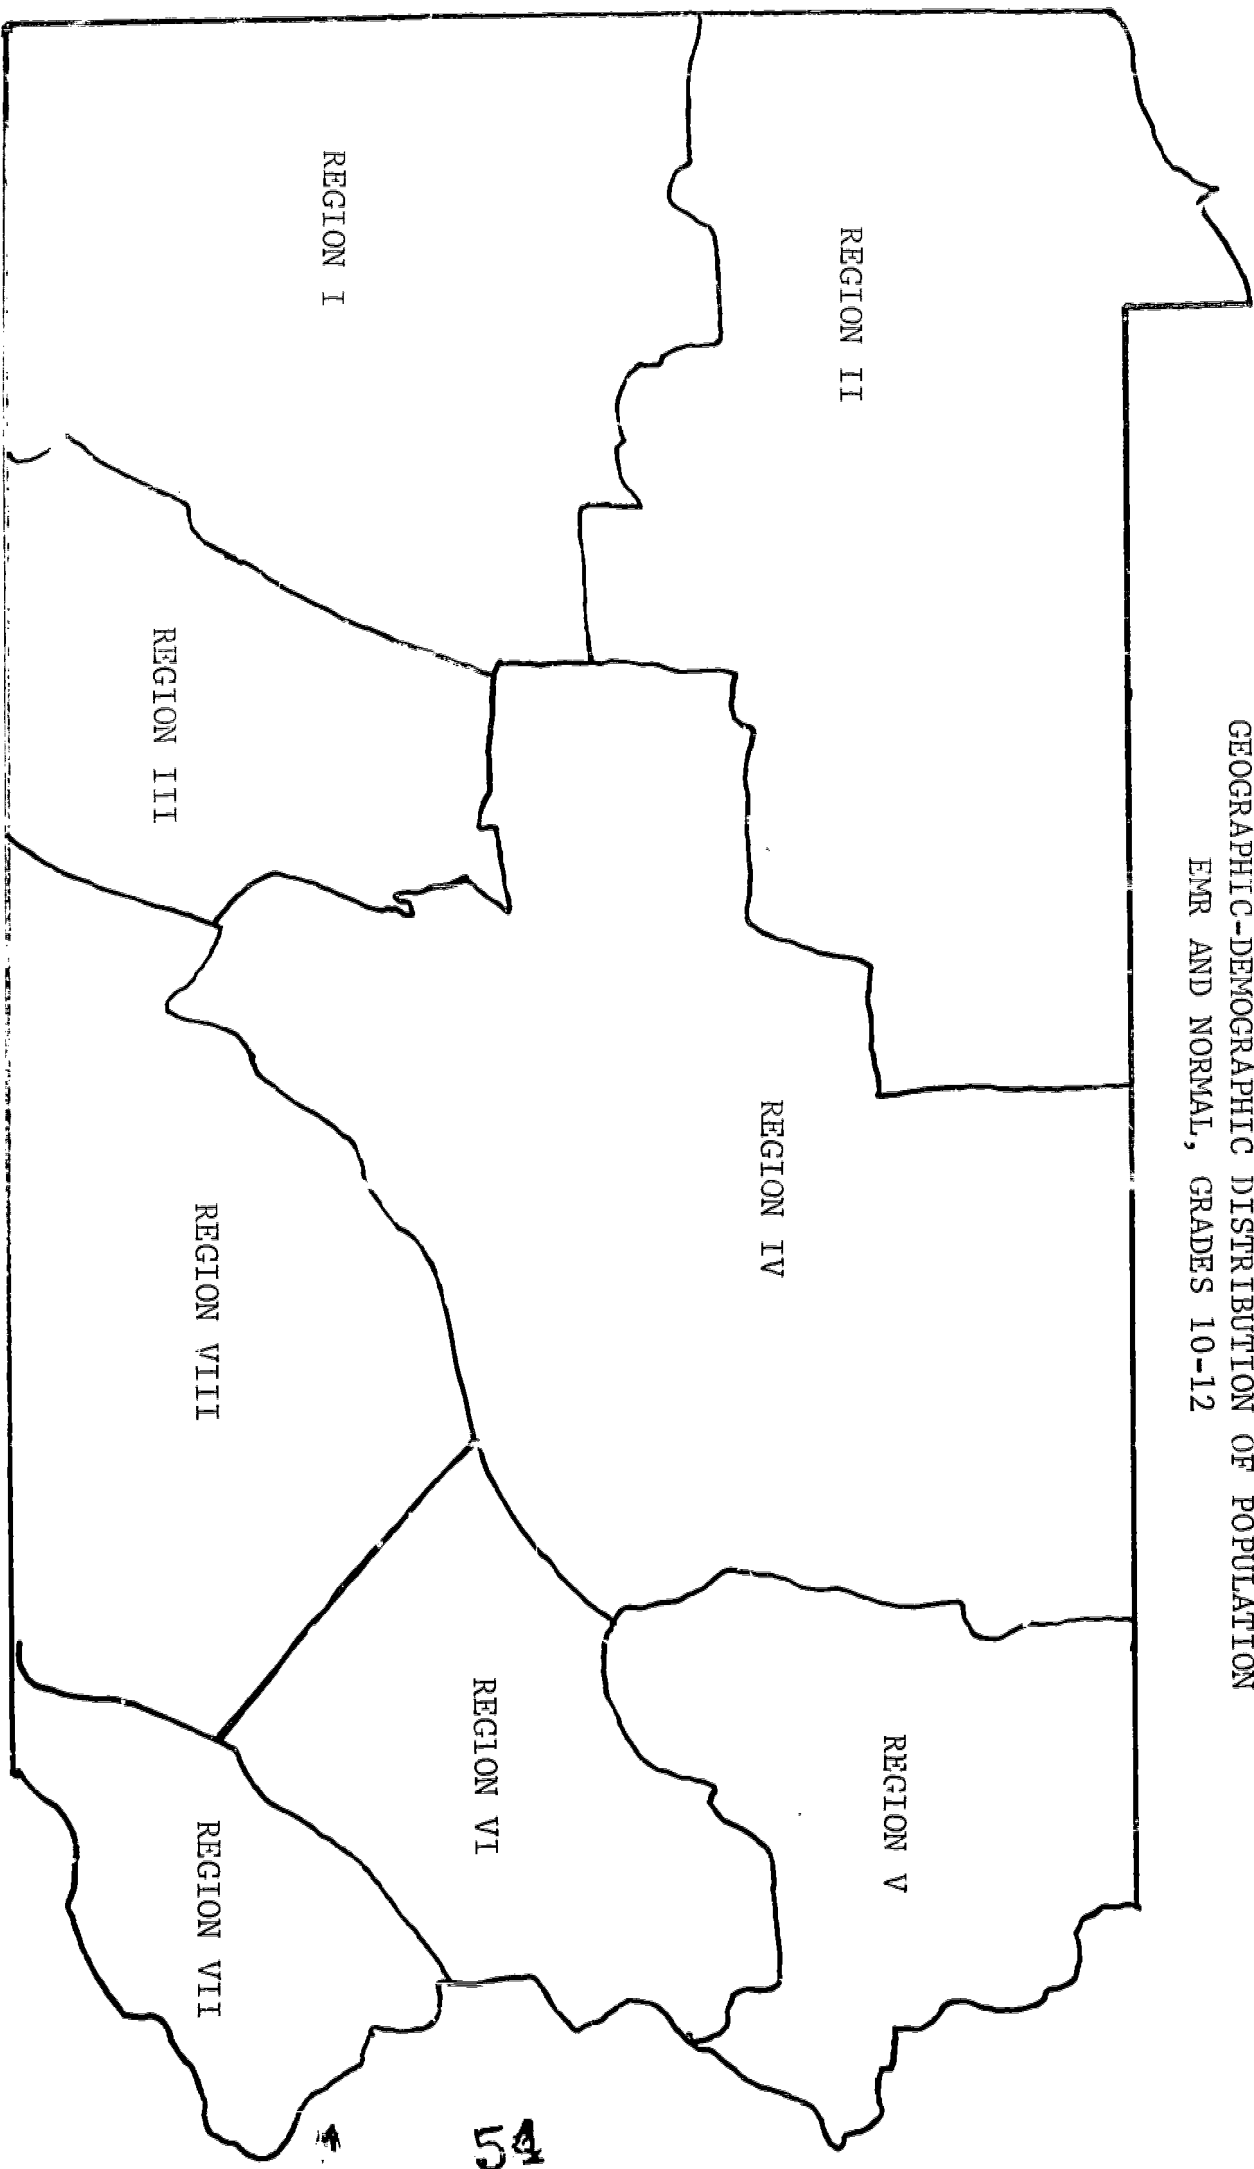 GEOGRAPHIC-DEMOGRAPHIC DISTRIBUTION OF POPULATION
EMR AND NORMAL, GRADES 10-12
REGION II
REGION IV
REGION V
REGION I
REGION VI
REGION III
REGION VIII
REGION VII